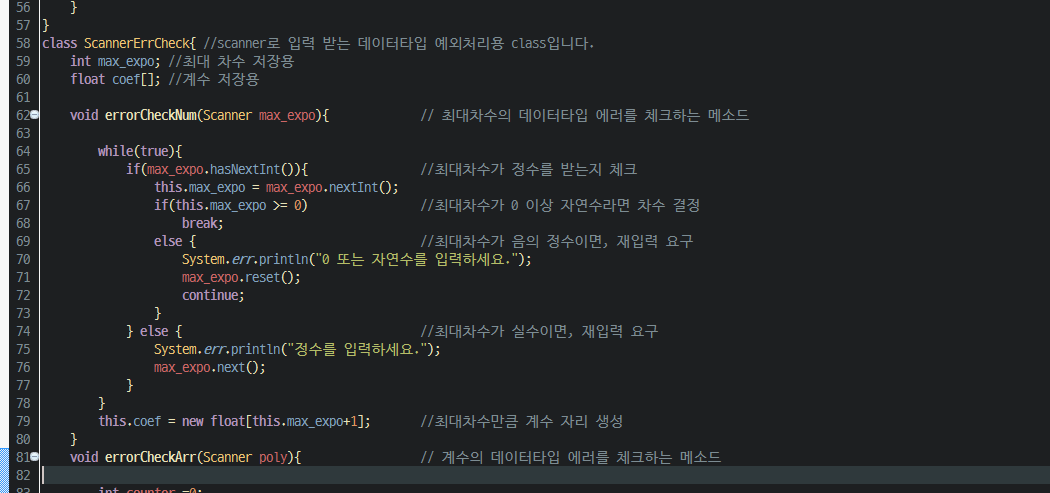 56 }
57 }
58 class ScannerErrCheck{ //scanner로 입력 받는 데이터타입 예외처리용 class입니다.
59 int max_expo; //최대 차수 저장용
60 float coef[]; //계수 저장용
61
62 void errorCheckNum(Scanner max_expo){ // 최대차수의 데이터타입 에러를 체크하는 메소드
63
64 while(true){
65 if(max_expo.hasNextInt()){ //최대차수가 정수를 받는지 체크
66 this.max_expo = max_expo.nextInt();
67 if(this.max_expo >= 0) //최대차수가 0 이상 자연수라면 차수 결정
68 break;
69 else { //최대차수가 음의 정수이면, 재입력 요구
70 System.err.println("0 또는 자연수를 입력하세요.");
71 max_expo.reset();
72 continue;
73 }
74 } else { //최대차수가 실수이면, 재입력 요구
75 System.err.println("정수를 입력하세요.");
76 max_expo.next();
77 }
78 }
79 this.coef = new float[this.max_expo+1]; //최대차수만큼 계수 자리 생성
80 }
81 void errorCheckArr(Scanner poly){ // 계수의 데이터타입 에러를 체크하는 메소드
82
83 int counter =0;